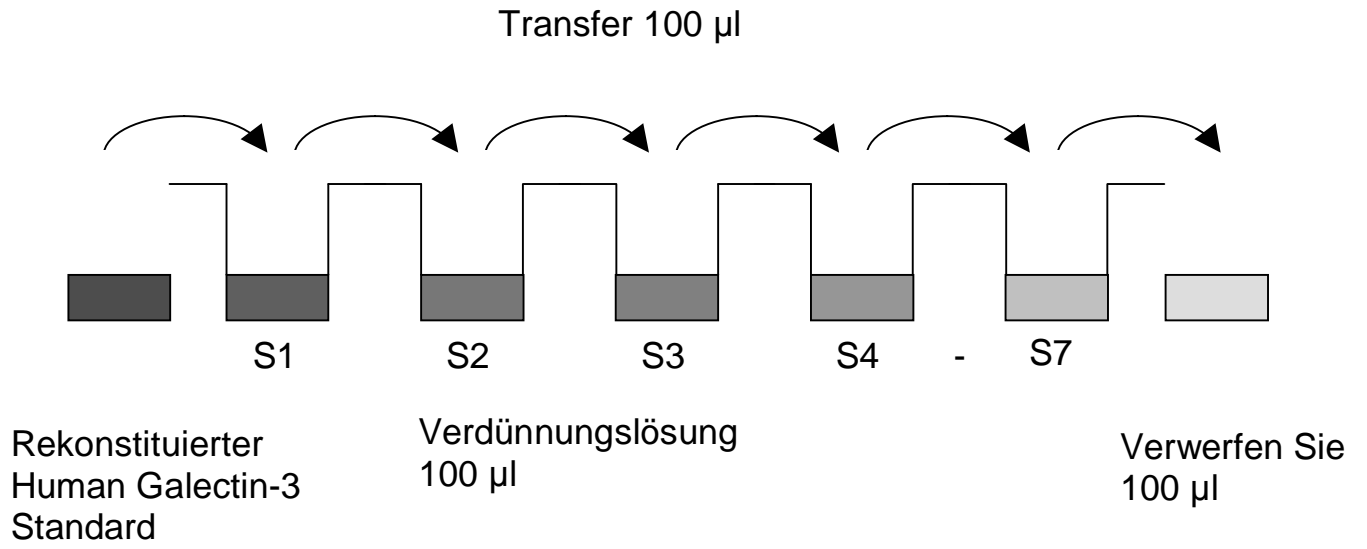 Transfer 100 µl
S1 S2 S3 S4 - S7
Rekonstituierter
Human Galectin-3
Standard
Verdünnungslösung
100 µl
Verwerfen Sie
100 µl